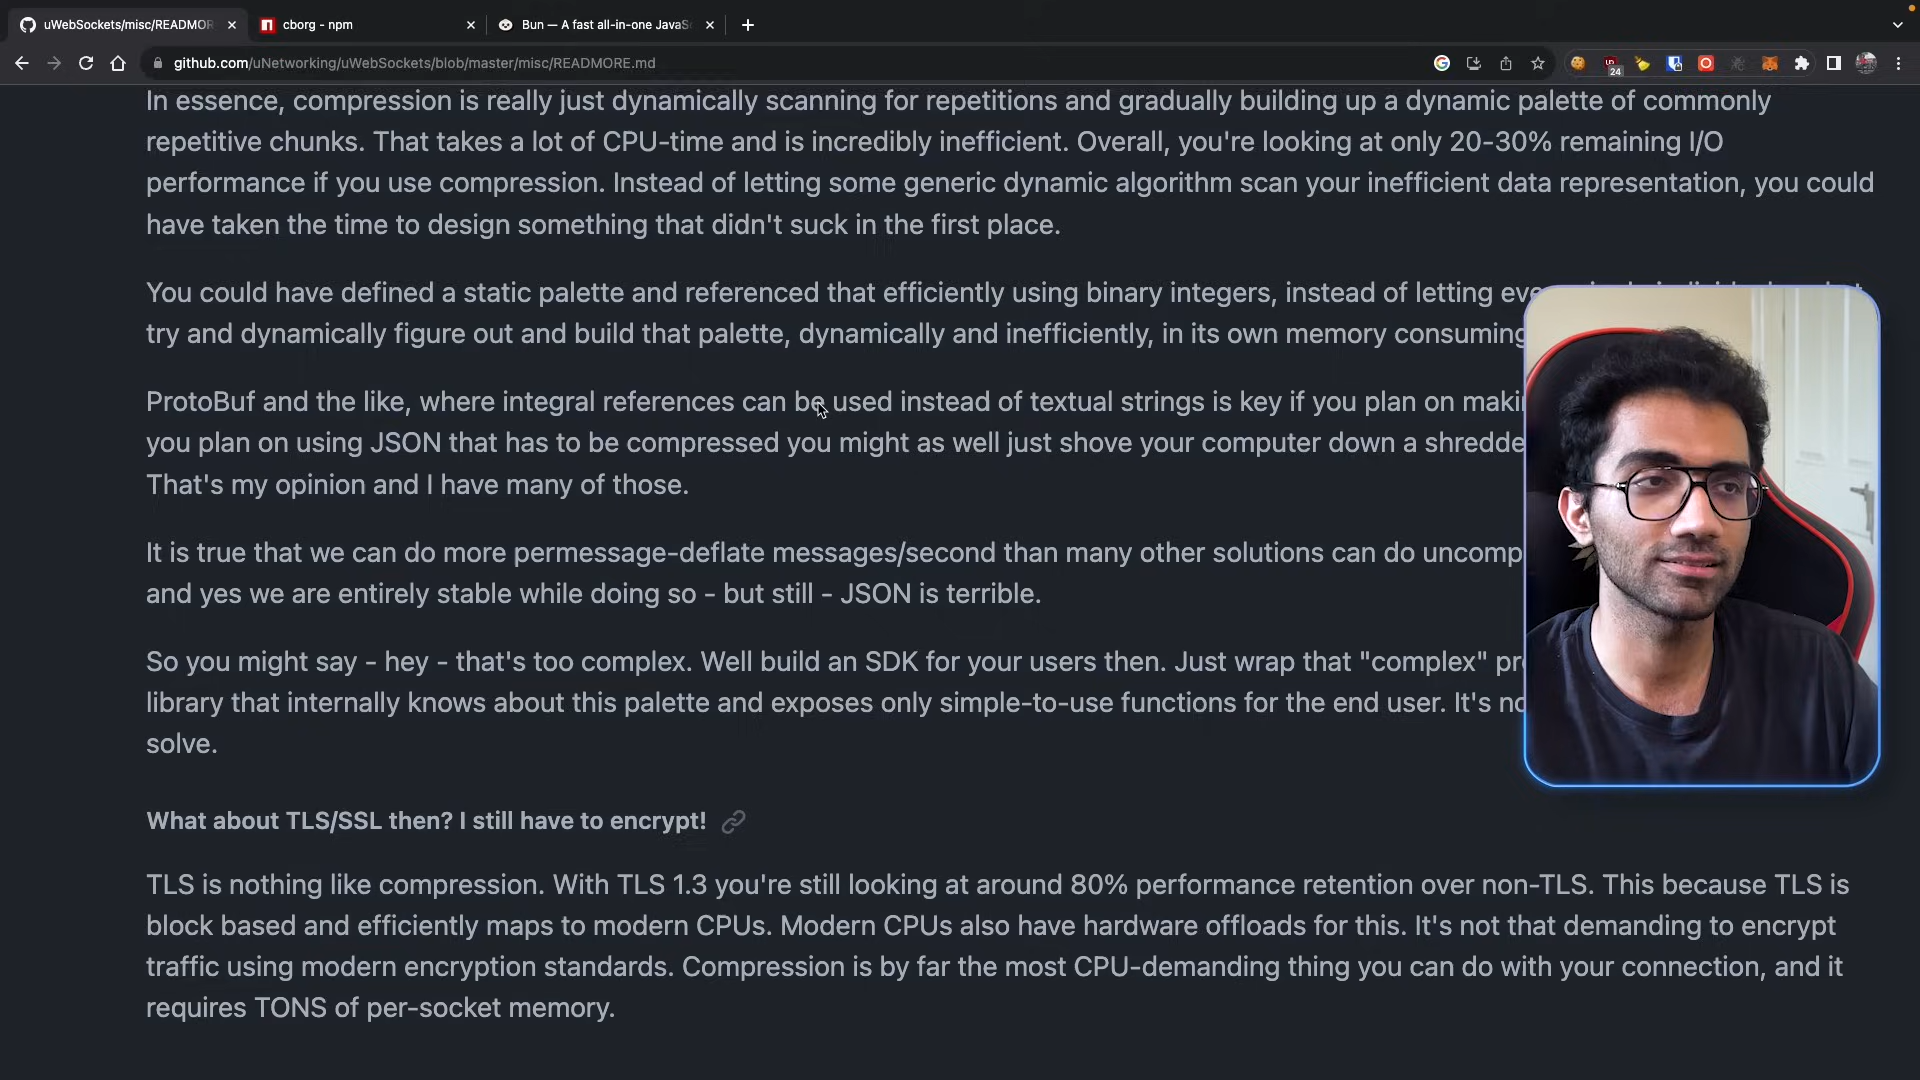 uWebSockets/misc/READMOR
cborg - npm
Bun — A fast all-in-one JavaS
github.com/uNetworking/uWebSockets/blob/master/misc/READMORE.md
24
In essence, compression is really just dynamically scanning for repetitions and gradually building up a dynamic palette of commonly
repetitive chunks. That takes a lot of CPU-time and is incredibly inefficient. Overall, you're looking at only 20-30% remaining I/O
performance if you use compression. Instead of letting some generic dynamic algorithm scan your inefficient data representation, you could
have taken the time to design something that didn't suck in the first place.
You could have defined a static palette and referenced that efficiently using binary integers, instead of letting
try and dynamically figure out and build that palette, dynamically and inefficiently, in its own memory consuming
ProtoBuf and the like, where integral references can be used instead of textual strings is key if you plan on
you plan on using JSON that has to be compressed you might as well just shove your computer down a
That's my opinion and I have many of those.
It is true that we can do more permessage-deflate messages/second than many other solutions can do
and yes we are entirely stable while doing so - but still - JSON is terrible.
So you might say - hey - that's too complex. Well build an SDK for your users then. Just wrap that "complex"
library that internally knows about this palette and exposes only simple-to-use functions for the end user. It's
solve.
What about TLS/SSL then? I still have to encrypt!
TLS is nothing like compression. With TLS 1.3 you're still looking at around 80% performance retention over non-TLS. This because TLS is
block based and efficiently maps to modern CPUs. Modern CPUs also have hardware offloads for this. It's not that demanding to encrypt
traffic using modern encryption standards. Compression is by far the most CPU-demanding thing you can do with your connection, and it
requires TONS of per-socket memory.